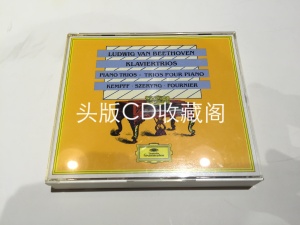 LUDWIG VAN BEETHOVEN
KLAVIERTRIOS
PIANO TRIOS · TRIOS POUR PIANO
KEMPFF · SZERYNG · FOURNIER
头版CD收藏阁